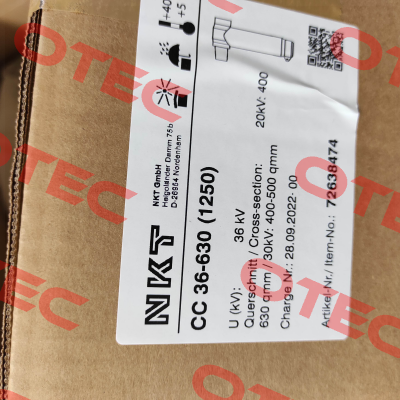 NKT
NKT GmbH
Helgoländer Damm 75b
D-26954 Nordenham
+40
+5
CC 36-630 (1250)
U (kV): 36 kV
Querschnitt / Cross-section: 20kV: 400
630 qmm / 30kV: 400-500 qmm
Charge Nr.: 28.09.2022- 00
Artikel-Nr./ Item-No.: 72638474
OTEC
OTEC
OTEC
OTEC